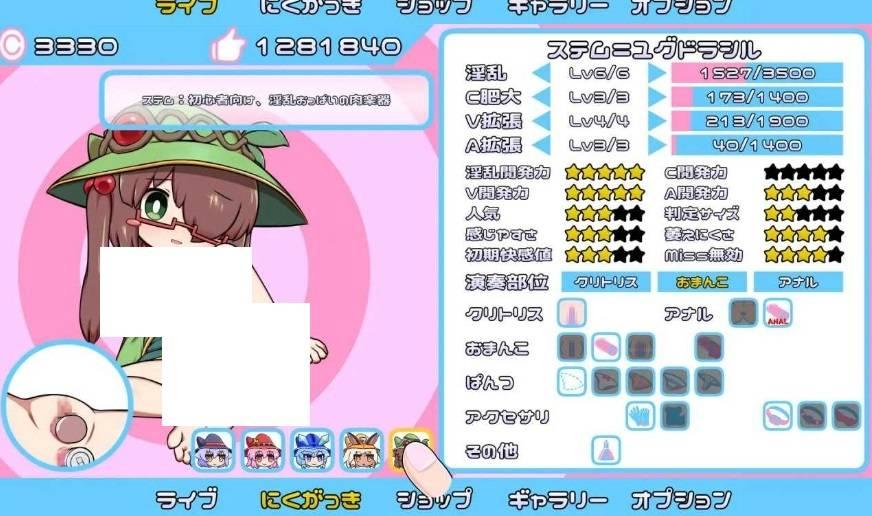 ライブ にくがっき ショップ ギャラリー オプション
C 3330 1281840
ステム：初心者向け、淫乱おっぱいの肉楽器
ステム=ユグドラシル
淫乱 Lv6/6 1527/3500
C肥大 Lv3/3 173/1400
V拡張 Lv4/4 213/1900
A拡張 Lv3/3 40/1400
淫乱開発力 ★★★★★ C開発力 ★★★★★
V開発力 ★★★★★ A開発力 ★★★★★
人気 ★★★★★ 判定サイズ ★★★★★
感じやすさ ★★★★★ 萎えにくさ ★★★★★
初期快感値 ★★★★★ Miss無効 ★★★★★
演奏部位 クリトリス おまんこ アナル
クリトリス アナル ANAL
おまんこ
ぱんつ
アクセサリ
その他
ライブ にくがっき ショップ ギャラリー オプション